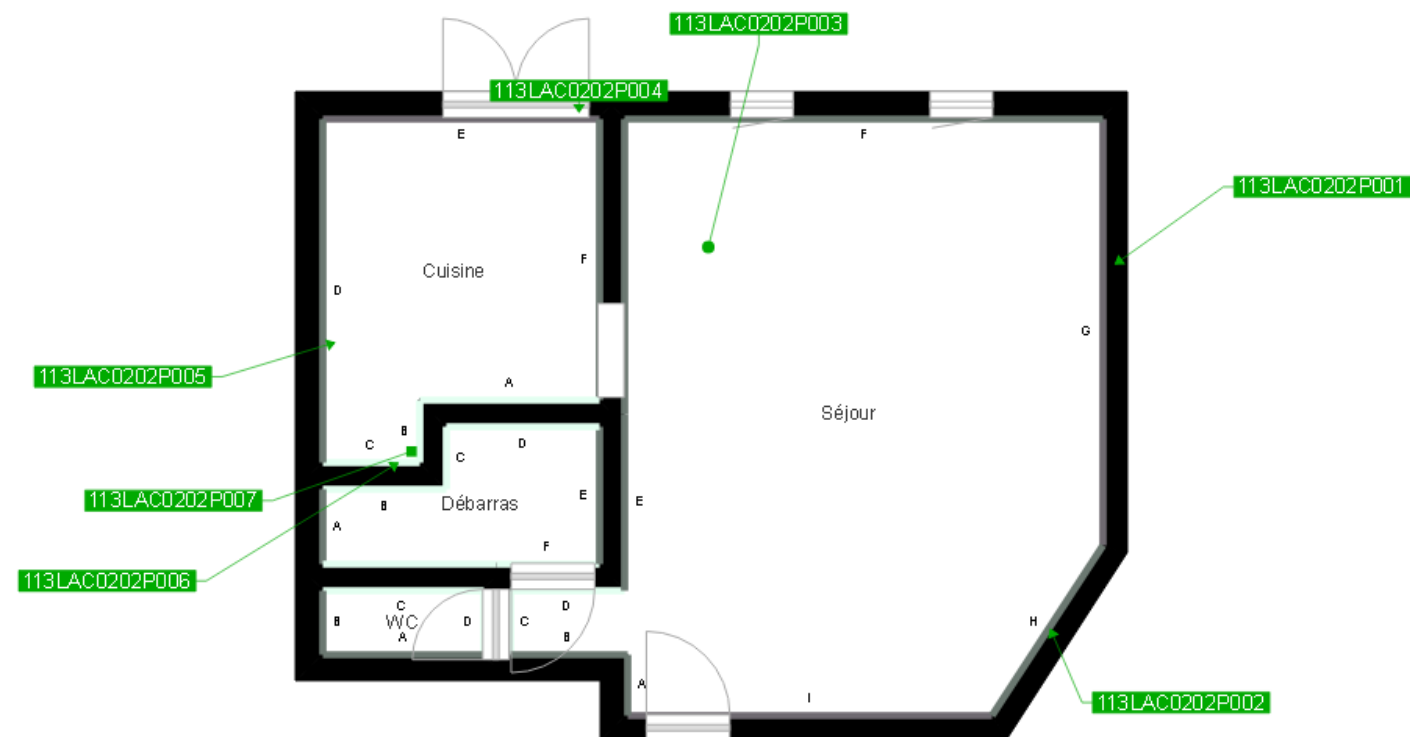 113LAC0202P003
113LAC0202P004
E
F
113LAC0202P001
Cuisine
F
D
G
113LAC0202P005
A
Séjour
B
C
D
C
113LAC0202P007
B
Débarras
E
E
A
F
113LAC0202P006
C
D
B
WC
D
C
H
A
B
A
I
113LAC0202P002